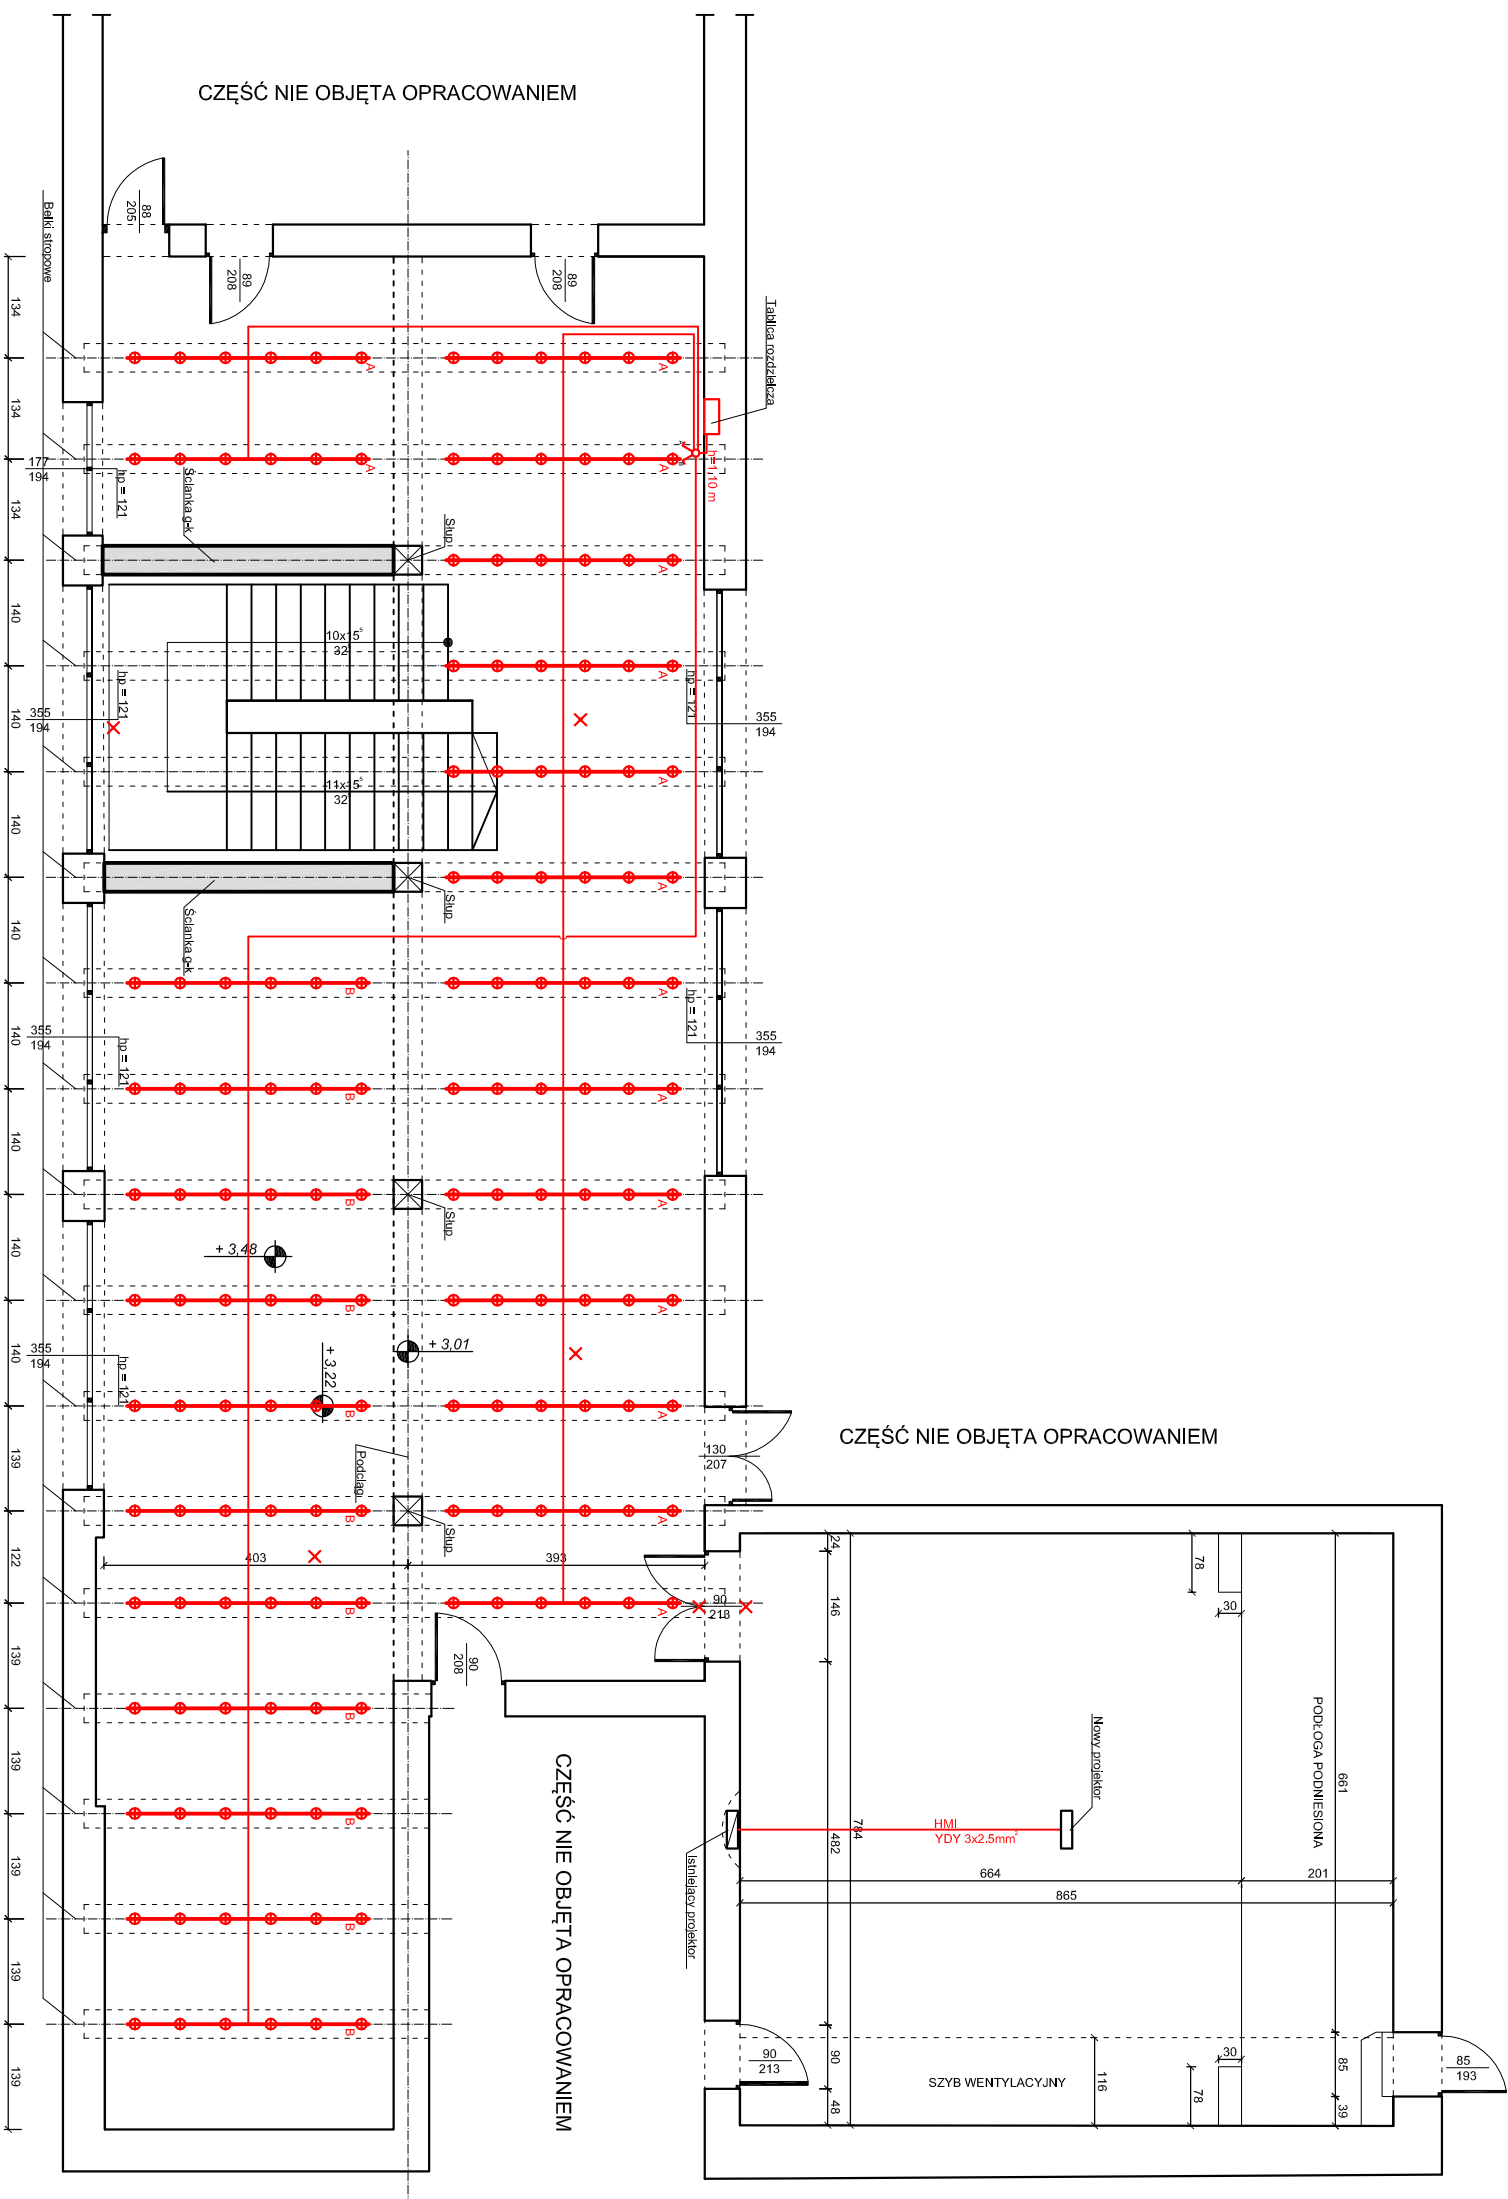 CZĘŚĆ NIE OBJĘTA OPRACOWANIEM
88
205
89
208
89
208
Belki stropowe
Tablica rozdzielcza
134
134
134
140
140
140
140
140
140
140
140
139
122
139
139
139
139
139
A
A
A
A
h=1,10 m
177
194
hp = 121
Ścianka g-k
Słup
A
10x15⁵
32
A
hp = 121
hp = 121
355
194
355
194
11x15⁵
32
A
A
Słup
Ścianka g-k
B
A
hp = 121
355
194
355
194
hp = 121
B
A
B
A
Słup
+ 3,48
B
A
+ 3,01
+ 3,22
355
194
hp = 121
B
A
Podciąg
130
207
CZĘŚĆ NIE OBJĘTA OPRACOWANIEM
B
A
Słup
403
393
B
A
90
218
90
208
24
146
78
30
PODŁOGA PODNIESIONA
661
Nowy projektor
B
B
B
B
CZĘŚĆ NIE OBJĘTA OPRACOWANIEM
Istniejący projektor
HMI
YDY 3x2.5mm²
482
784
664
201
865
90
213
90
48
SZYB WENTYLACYJNY
116
30
78
85
39
85
193